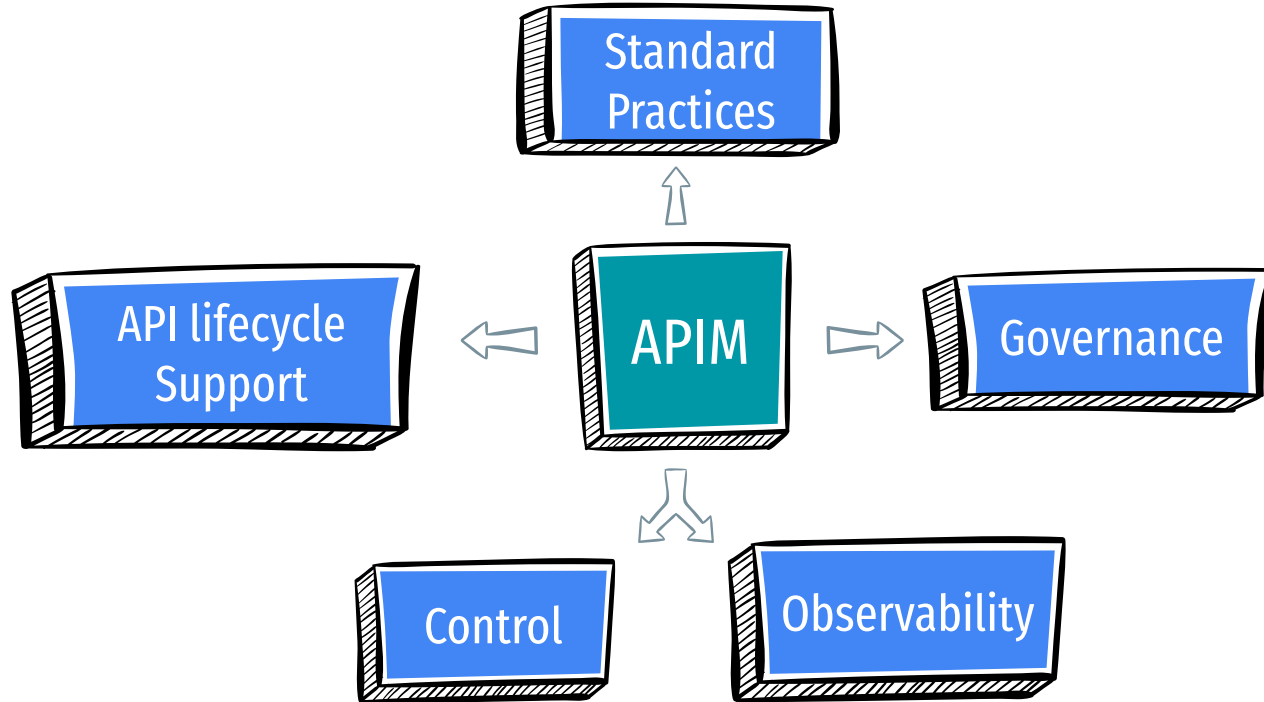 Standard
Practices
API lifecycle
Support
APIM
Governance
Control
Observability